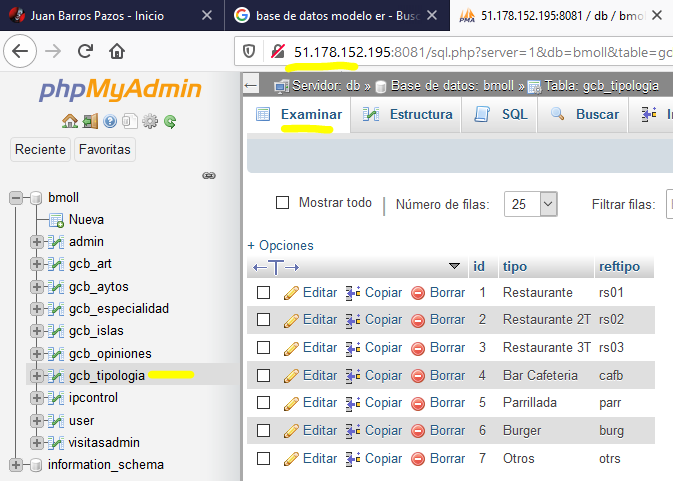 Juan Barros Pazos - Inicio
base de datos modelo er - Bus
51.178.152.195:8081 / db / bmo
51.178.152.195:8081/sql.php?server=1&db=bmoll&table=gc
phpMyAdmin
Servidor: db » Base de datos: bmoll » Tabla: gcb_tipologia
Examinar Estructura SQL Buscar
Reciente Favoritas
Mostrar todo Número de filas: 25 Filtrar filas:
bmoll
Nueva
admin
gcb_art
gcb_aytos
gcb_especialidad
gcb_islas
gcb_opiniones
gcb_tipologia
ipcontrol
user
visitasadmin
information_schema
+ Opciones
←T→ id tipo reftipo
Editar Copiar Borrar 1 Restaurante rs01
Editar Copiar Borrar 2 Restaurante 2T rs02
Editar Copiar Borrar 3 Restaurante 3T rs03
Editar Copiar Borrar 4 Bar Cafeteria cafb
Editar Copiar Borrar 5 Parrillada parr
Editar Copiar Borrar 6 Burger burg
Editar Copiar Borrar 7 Otros otrs